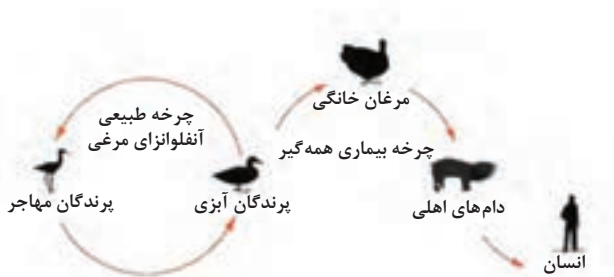 مرغان خانگی
چرخه طبیعی
آنفلوانزای مرغی
چرخه بیماری همه‌گیر
پرندگان مهاجر
پرندگان آبزی
دام‌های اهلی
انسان